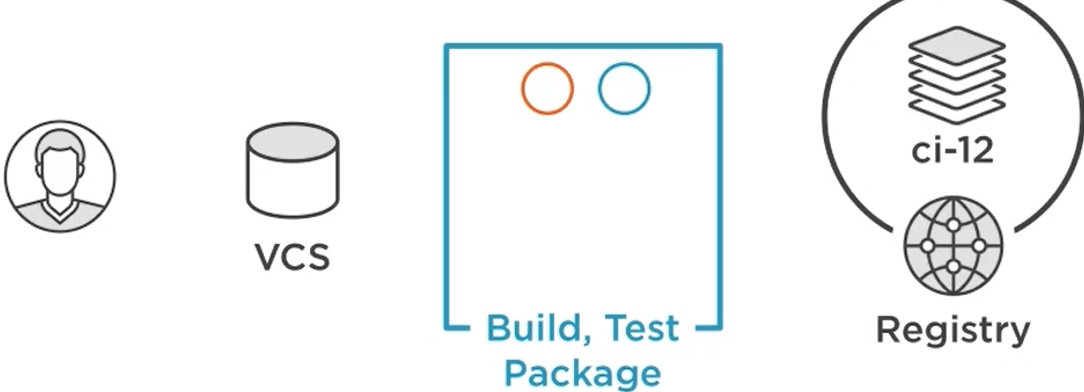 VCS
Build, Test
Package
ci-12
Registry